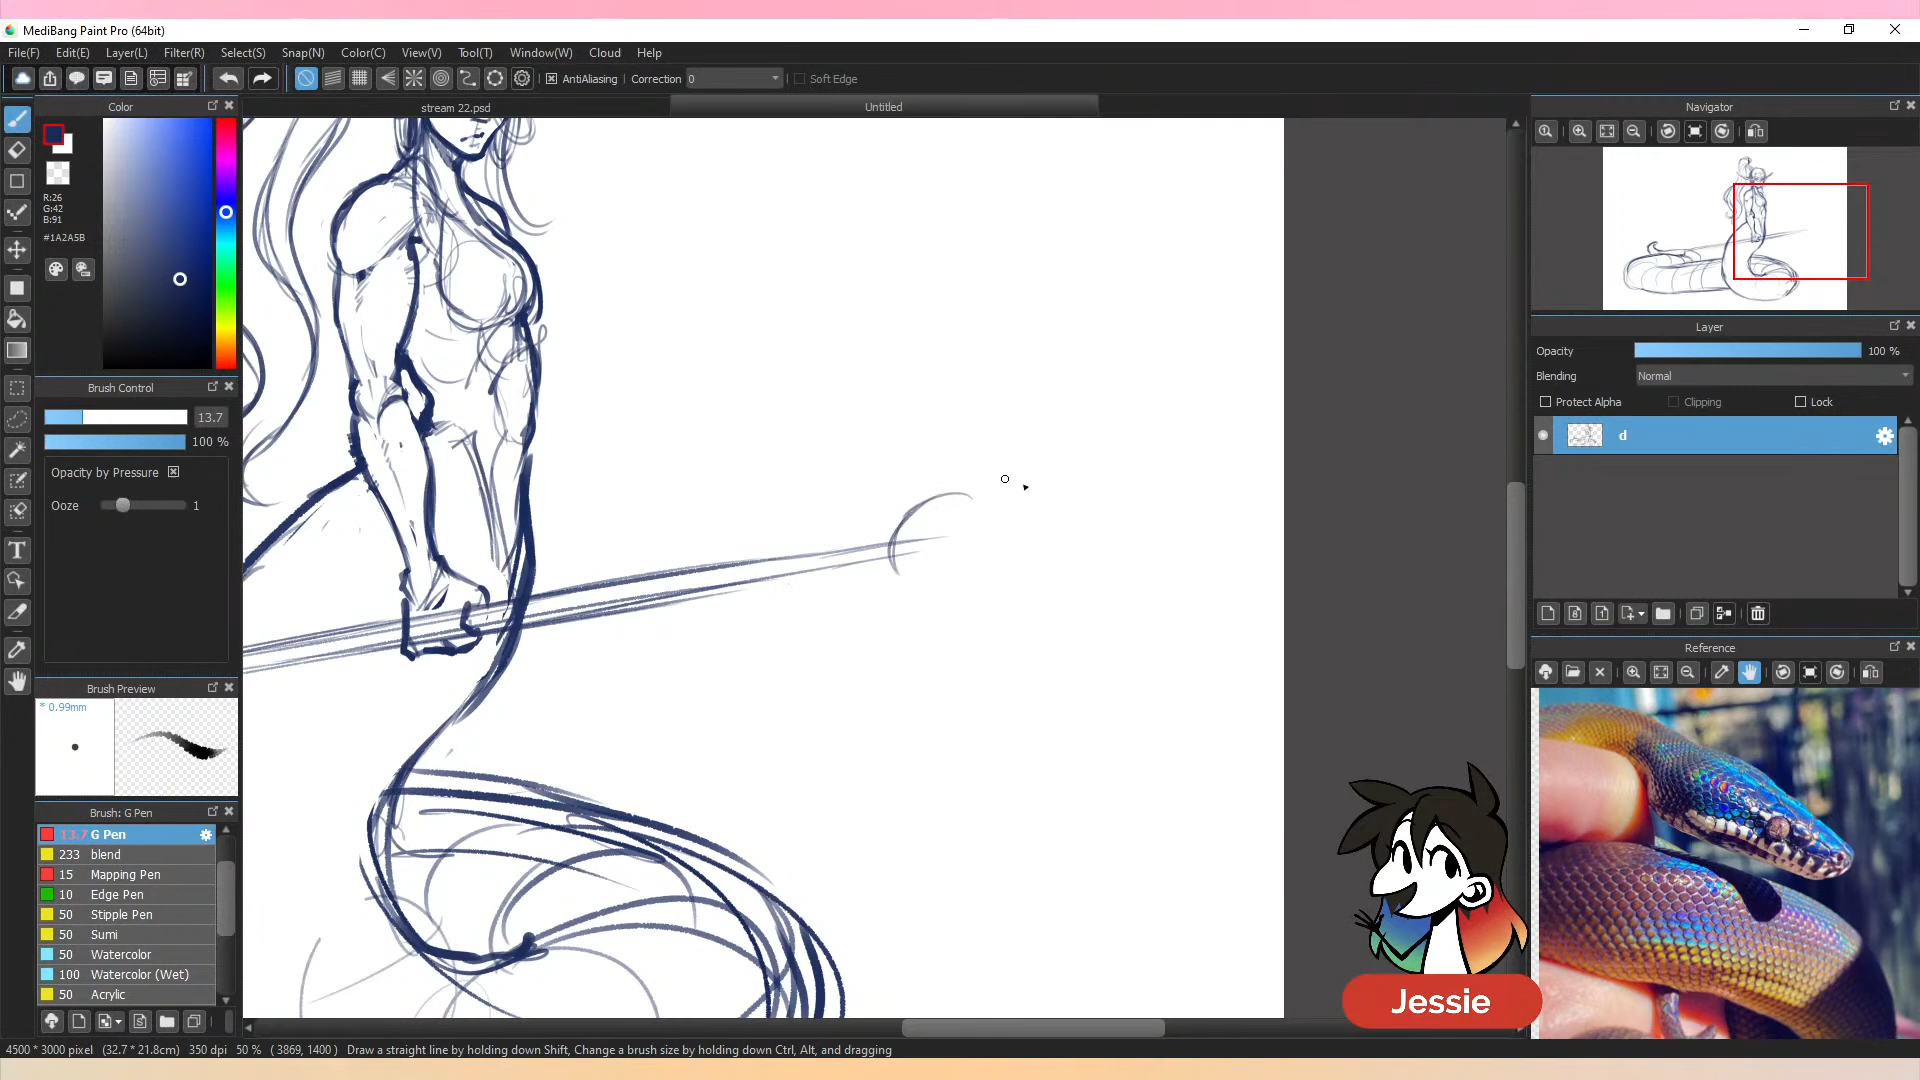 MediBang Paint Pro (64bit)
File(F) Edit(E) Layer(L) Filter(R) Select(S) Snap(N) Color(C) View(V) Tool(T) Window(W) Cloud Help
AntiAliasing Correction 0 Soft Edge
Color
stream 22.psd
Untitled
Navigator
R:26
G:42
B:91
#1A2A5B
Layer
Opacity 100 %
Blending Normal
Protect Alpha Clipping Lock
d
Brush Control
13.7
100 %
Opacity by Pressure
Ooze 1
Reference
Brush Preview
* 0.99mm
Brush: G Pen
13.7 G Pen
233 blend
15 Mapping Pen
10 Edge Pen
50 Stipple Pen
50 Sumi
50 Watercolor
100 Watercolor (Wet)
50 Acrylic
Jessie
4500 * 3000 pixel (32.7 * 21.8cm) 350 dpi 50 % ( 3869, 1400 ) Draw a straight line by holding down Shift, Change a brush size by holding down Ctrl, Alt, and dragging